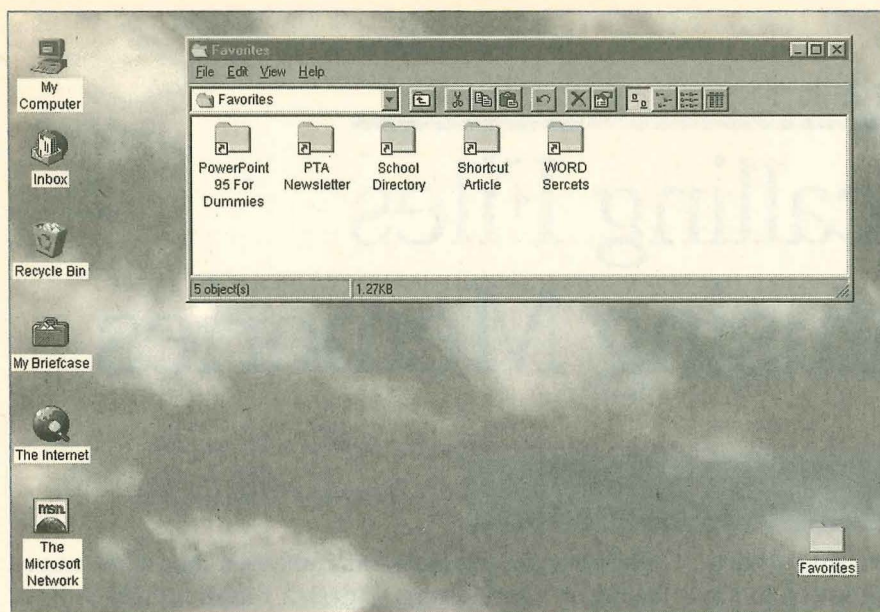 My
Computer
Inbox
Recycle Bin
My Briefcase
The Internet
msn.
The
Microsoft
Network
Favorites
File Edit View Help
Favorites
PowerPoint
95 For
Dummies
PTA
Newsletter
School
Directory
Shortcut
Article
WORD
Sercets
5 object(s) 1.27KB
Favorites